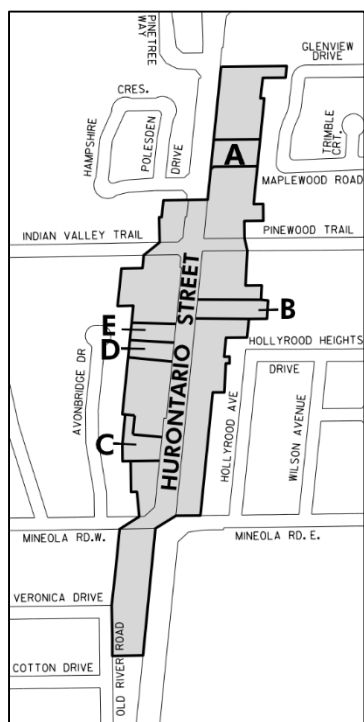 PINETREE
WAY
GLENVIEW
DRIVE
CRES.
HAMPSHIRE
POLESDEN
DRIVE
TRIMBLE
CRT.
A
MAPLEWOOD ROAD
INDIAN VALLEY TRAIL
PINEWOOD TRAIL
HURONTARIO STREET
B
E
D
HOLLYROOD HEIGHTS
DRIVE
AVONBRIDGE DR
C
HOLLYROOD AVE
WILSON AVENUE
MINEOLA RD.W.
MINEOLA RD. E.
VERONICA DRIVE
OLD RIVER ROAD
COTTON DRIVE